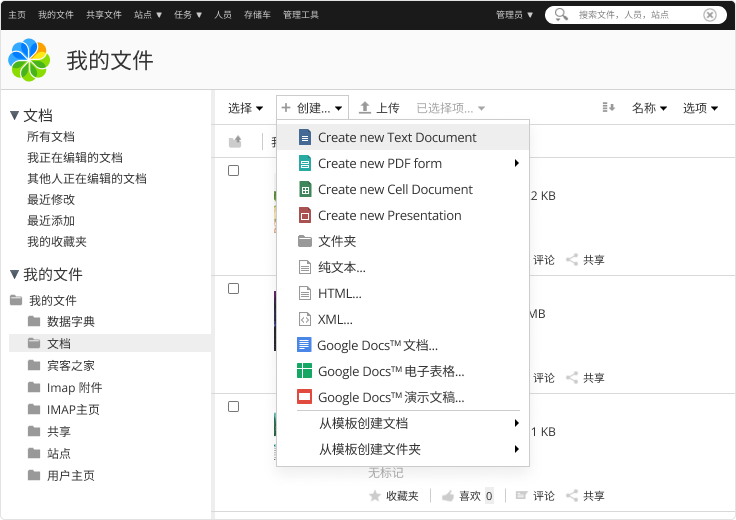 主页 我的文件 共享文件 站点 ▼ 任务 ▼ 人员 存储车 管理工具 管理员 ▼ 搜索文件，人员，站点
我的文件
选择 ▼ + 创建... ▼ 上传 已选择项... ▼ 名称 ▼ 选项 ▼
▼ 文档
所有文档
我正在编辑的文档
其他人正在编辑的文档
最近修改
最近添加
我的收藏夹
▼ 我的文件
我的文件
数据字典
文档
宾客之家
Imap 附件
IMAP主页
共享
站点
用户主页
Create new Text Document
Create new PDF form
Create new Cell Document
Create new Presentation
文件夹
纯文本...
HTML...
XML...
Google Docs™ 文档...
Google Docs™ 电子表格...
Google Docs™ 演示文稿...
从模板创建文档
从模板创建文件夹
2 KB
评论 共享
MB
评论 共享
1 KB
无标记
收藏夹 喜欢 0 评论 共享